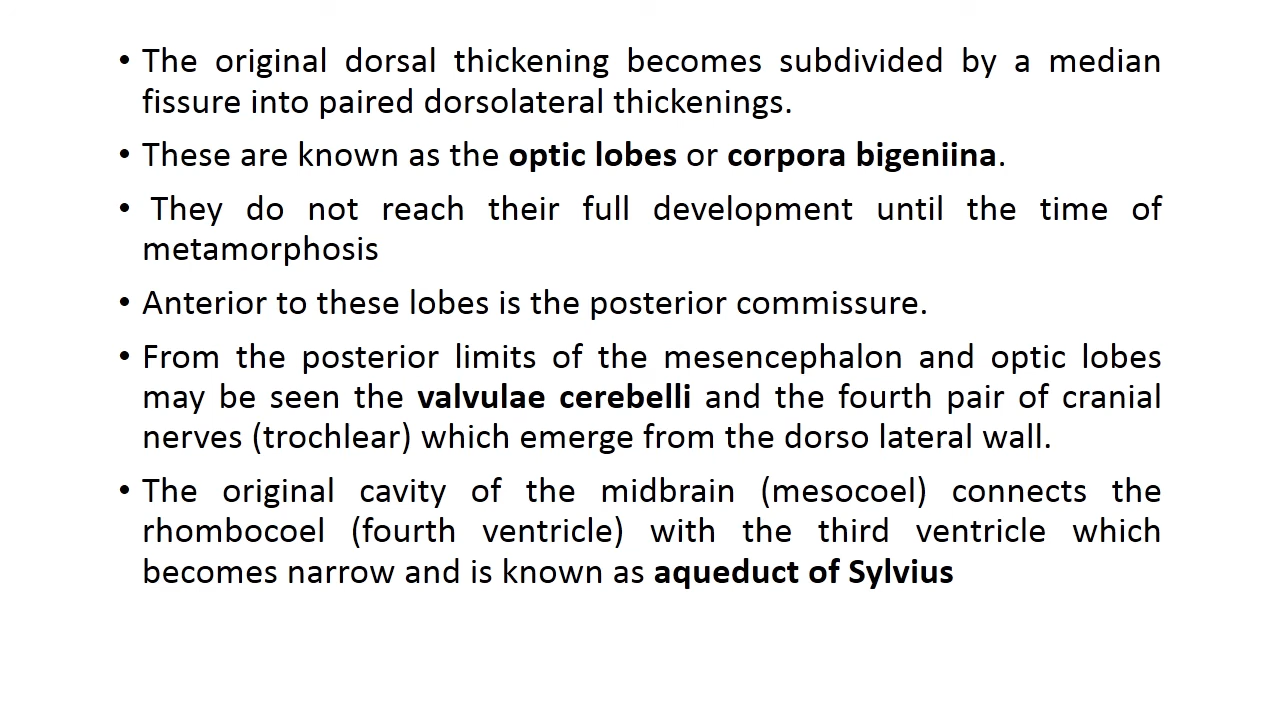 • The original dorsal thickening becomes subdivided by a median
fissure into paired dorsolateral thickenings.
• These are known as the optic lobes or corpora bigeniina.
• They do not reach their full development until the time of
metamorphosis
• Anterior to these lobes is the posterior commissure.
• From the posterior limits of the mesencephalon and optic lobes
may be seen the valvulae cerebelli and the fourth pair of cranial
nerves (trochlear) which emerge from the dorso lateral wall.
• The original cavity of the midbrain (mesocoel) connects the
rhombocoel (fourth ventricle) with the third ventricle which
becomes narrow and is known as aqueduct of Sylvius